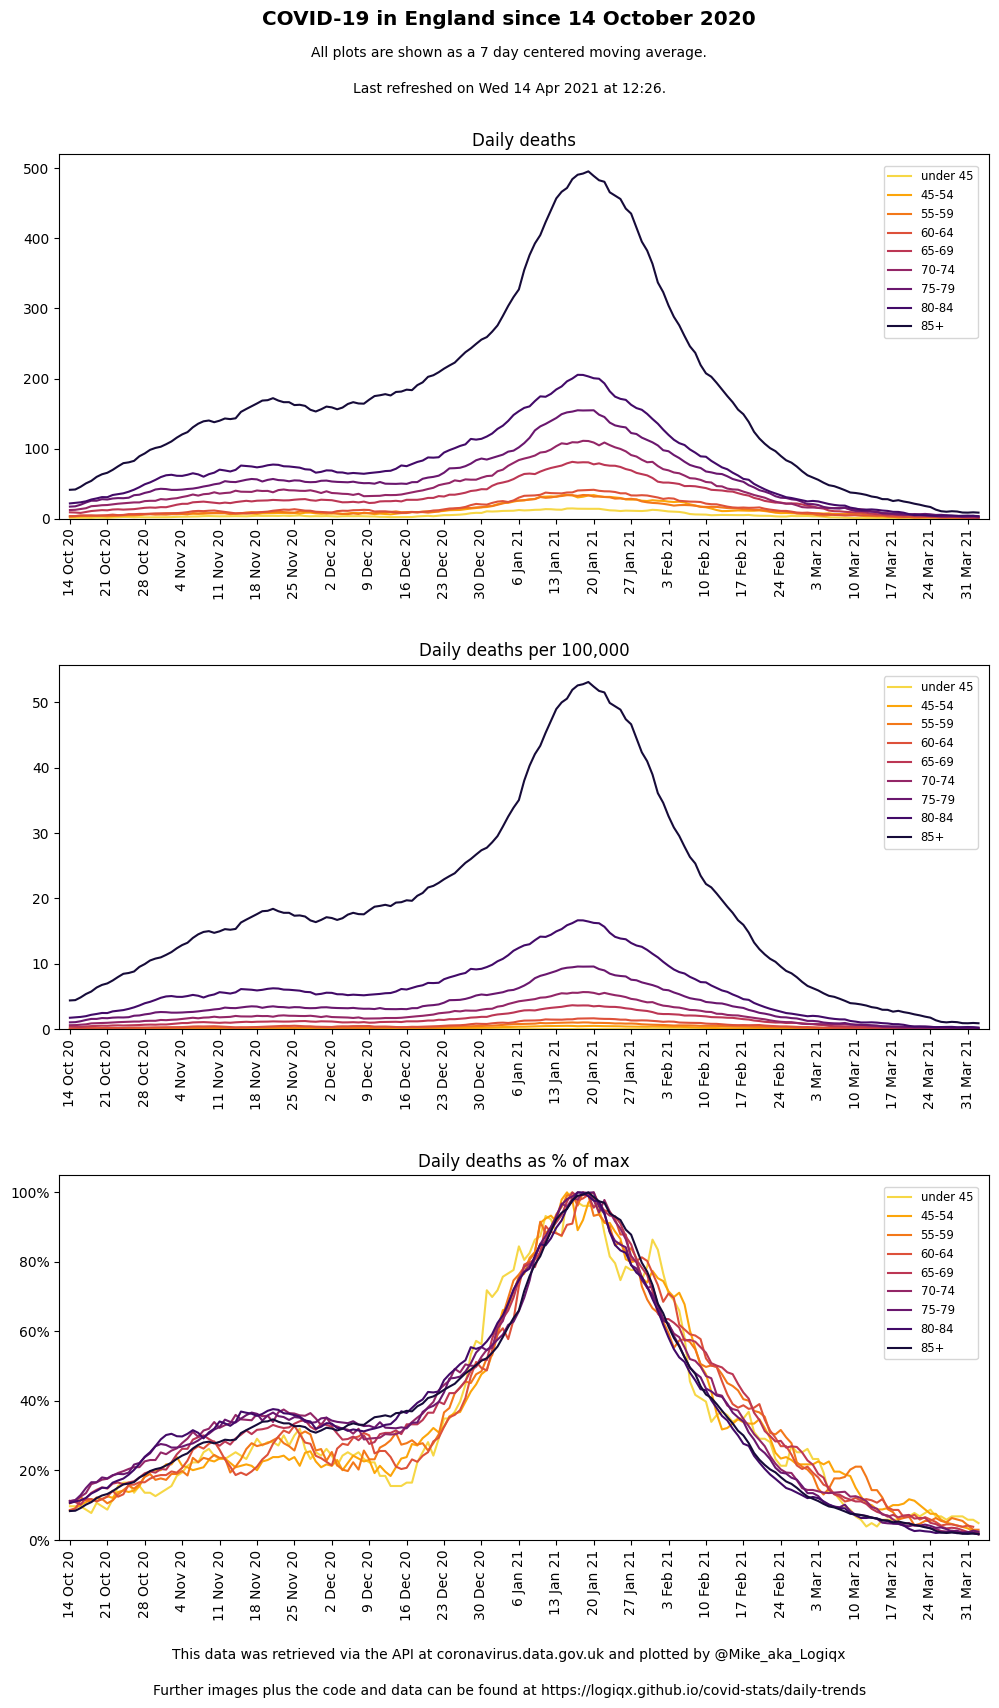 COVID-19 in England since 14 October 2020
All plots are shown as a 7 day centered moving average.
Last refreshed on Wed 14 Apr 2021 at 12:26.
Daily deaths
500
400
300
200
100
0
under 45
45-54
55-59
60-64
65-69
70-74
75-79
80-84
85+
14 Oct 20
21 Oct 20
28 Oct 20
4 Nov 20
11 Nov 20
18 Nov 20
25 Nov 20
2 Dec 20
9 Dec 20
16 Dec 20
23 Dec 20
30 Dec 20
6 Jan 21
13 Jan 21
20 Jan 21
27 Jan 21
3 Feb 21
10 Feb 21
17 Feb 21
24 Feb 21
3 Mar 21
10 Mar 21
17 Mar 21
24 Mar 21
31 Mar 21
Daily deaths per 100,000
50
40
30
20
10
0
under 45
45-54
55-59
60-64
65-69
70-74
75-79
80-84
85+
14 Oct 20
21 Oct 20
28 Oct 20
4 Nov 20
11 Nov 20
18 Nov 20
25 Nov 20
2 Dec 20
9 Dec 20
16 Dec 20
23 Dec 20
30 Dec 20
6 Jan 21
13 Jan 21
20 Jan 21
27 Jan 21
3 Feb 21
10 Feb 21
17 Feb 21
24 Feb 21
3 Mar 21
10 Mar 21
17 Mar 21
24 Mar 21
31 Mar 21
Daily deaths as % of max
100%
80%
60%
40%
20%
0%
under 45
45-54
55-59
60-64
65-69
70-74
75-79
80-84
85+
14 Oct 20
21 Oct 20
28 Oct 20
4 Nov 20
11 Nov 20
18 Nov 20
25 Nov 20
2 Dec 20
9 Dec 20
16 Dec 20
23 Dec 20
30 Dec 20
6 Jan 21
13 Jan 21
20 Jan 21
27 Jan 21
3 Feb 21
10 Feb 21
17 Feb 21
24 Feb 21
3 Mar 21
10 Mar 21
17 Mar 21
24 Mar 21
31 Mar 21
This data was retrieved via the API at coronavirus.data.gov.uk and plotted by @Mike_aka_Logiqx
Further images plus the code and data can be found at https://logiqx.github.io/covid-stats/daily-trends